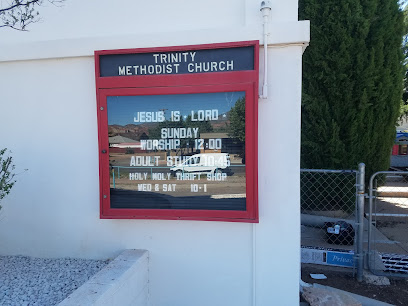 TRINITY
METHODIST CHURCH
JESUS IS LORD
SUNDAY
WORSHIP - 12:00
ADULT STUDY 10:45
HOLY MOLY THRIFT SHOP
WED N SAT 10-1
Prime